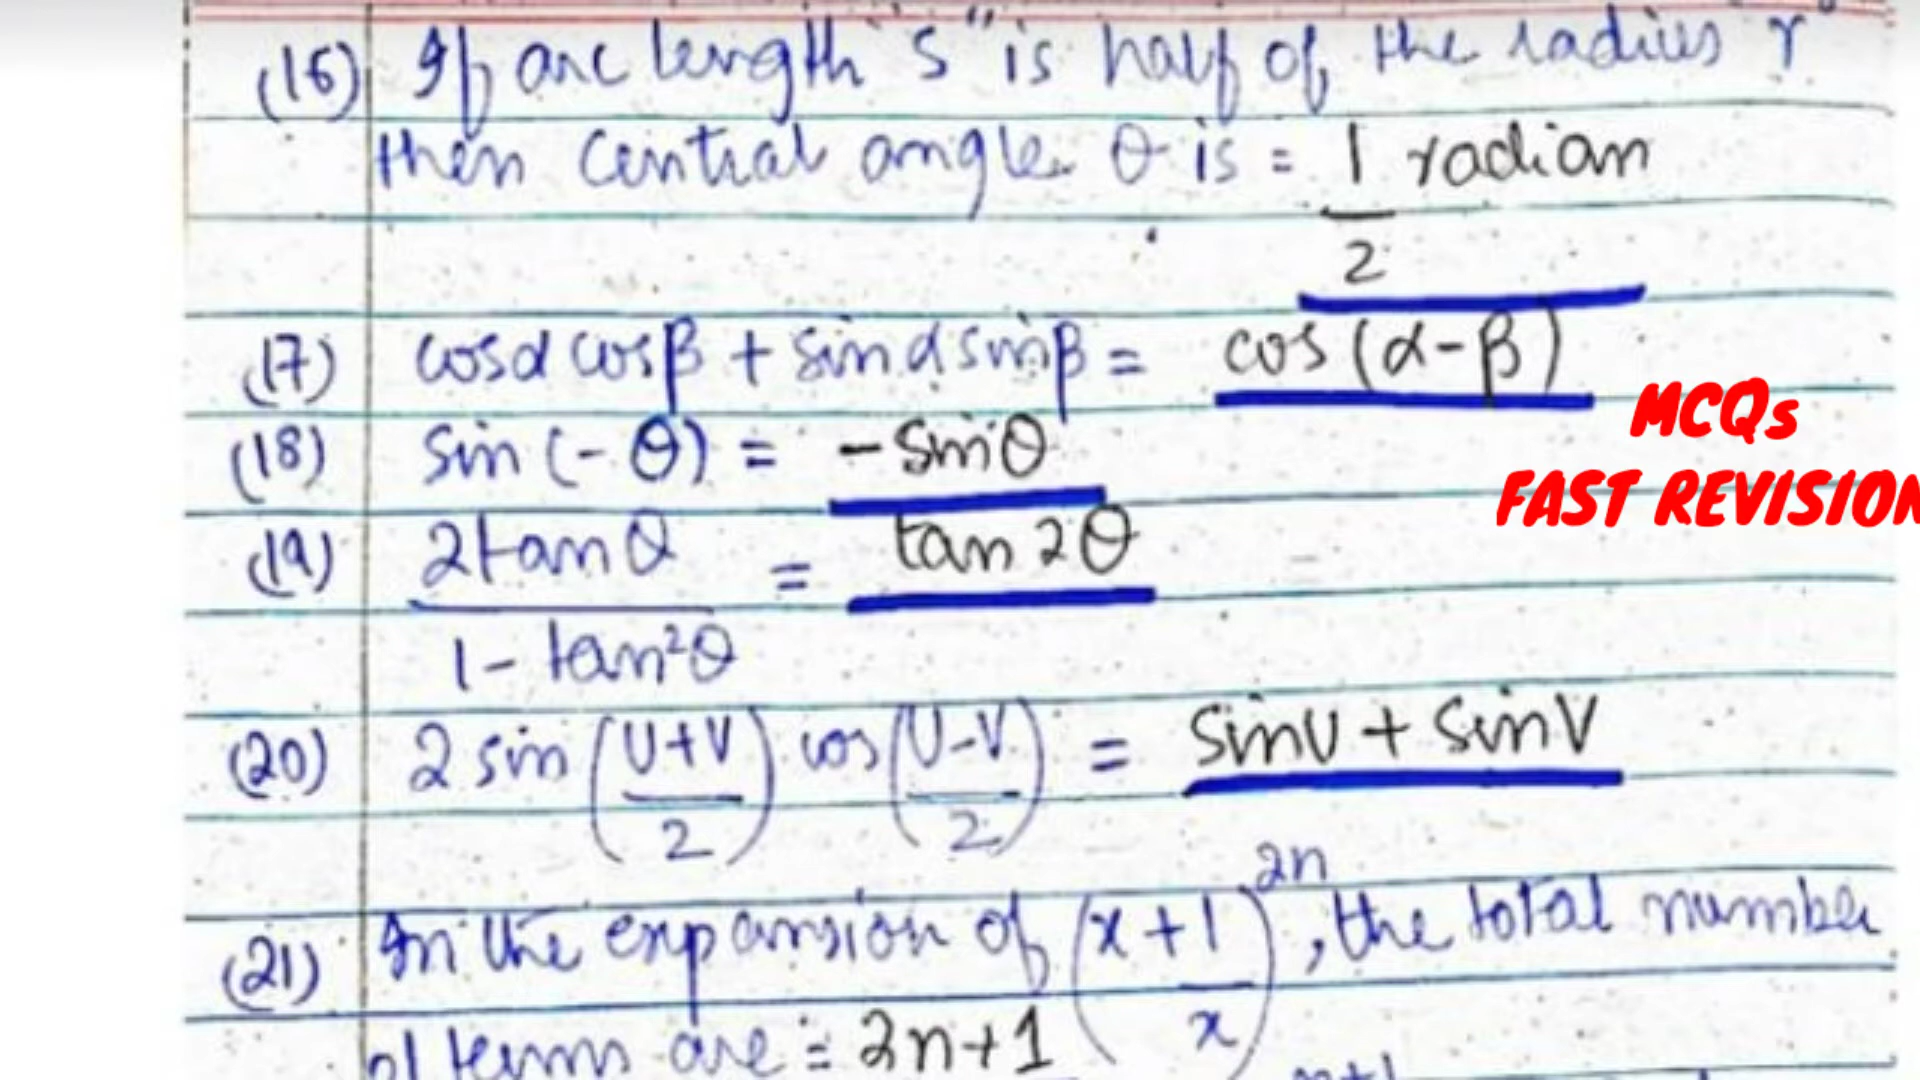 (16) If arc length "s" is half of the radius r
then central angle θ is = 1/2 radian
(17) cosα cosβ + sinα sinβ = cos(α-β)
(18) sin(-θ) = -sinθ
MCQs
FAST REVISION
(19) 2tanθ/1-tan²θ = tan2θ
(20) 2 sin(U+V/2) cos(U-V/2) = sinU + sinV
(21) In the expansion of (x+1/x)²ⁿ, the total number
of terms are = 2n+1